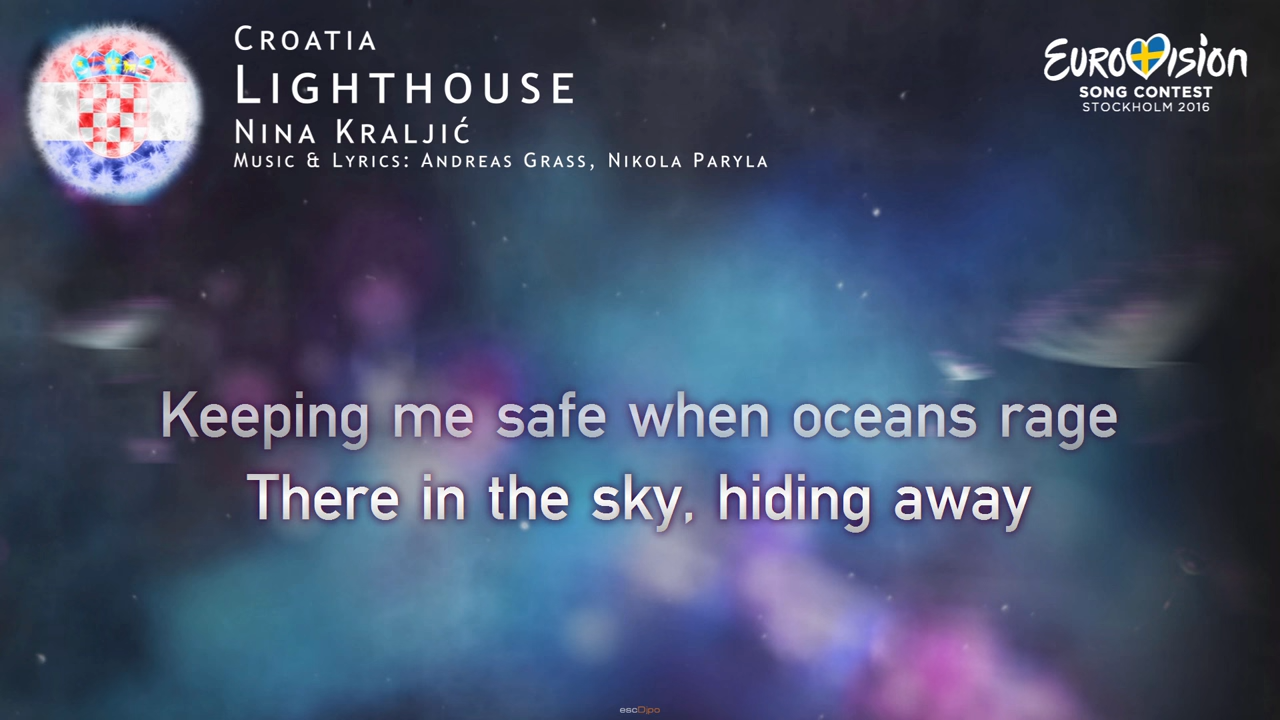 Croatia
Lighthouse
Nina Kraljić
Music & Lyrics: Andreas Grass, Nikola Paryla
EUROVISION
SONG CONTEST
STOCKHOLM 2016
Keeping me safe when oceans rage
There in the sky, hiding away
escDjpo